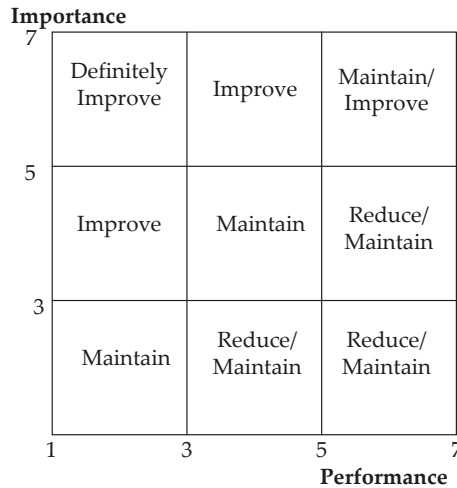 Importance
7
Definitely
Improve
Improve
Maintain/
Improve
5
Improve
Maintain
Reduce/
Maintain
3
Maintain
Reduce/
Maintain
Reduce/
Maintain
1
3
5
7
Performance